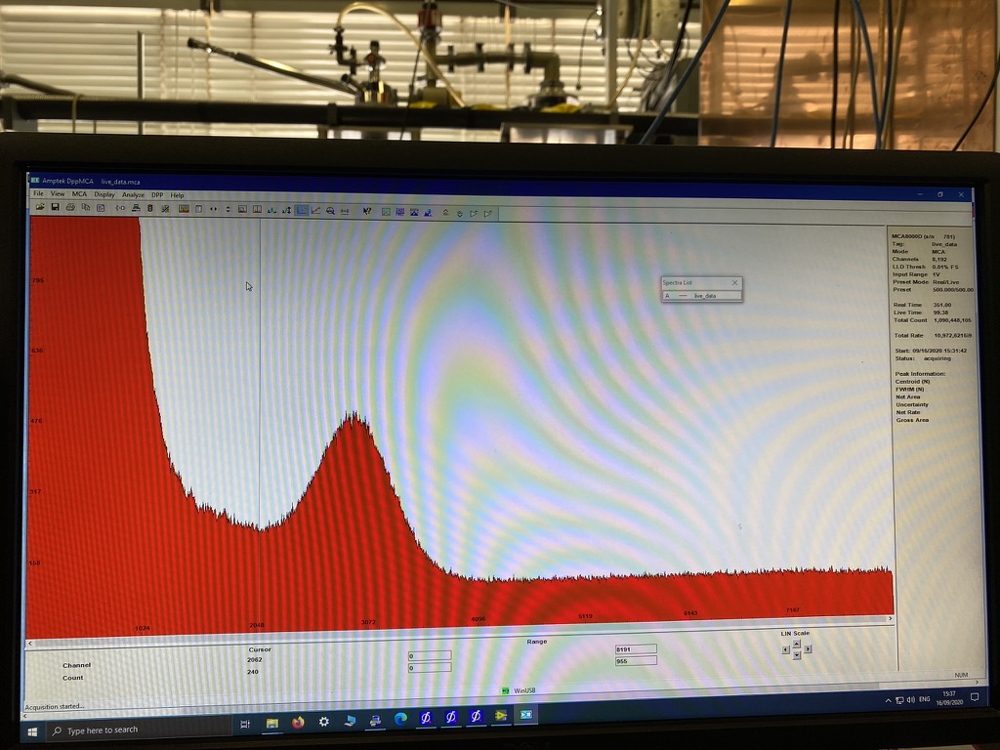 Amptek DppMCA live_data.mca
File View MCA Display Analyze DPP Help
796
636
476
317
158
1024 2048 3072 4096 5119 6143 7167
Spectra List
A live_data
MCA8000D (s/n 781)
Tag: live_data
Mode MCA
Channels 8,192
LLD Thresh 0.01% FS
Input Range 1V
Preset Mode Real/Live
Preset 500.000/500.00
Real Time 351.00
Live Time 99.38
Total Count 1,090,448,105
Total Rate
Start: 09/16/2020 15:31:42
Status: acquiring
Peak Information:
Centroid (N)
FWHM (N)
Net Area
Uncertainty
Net Rate
Gross Area
Cursor Range LIN Scale
Channel 2062 0 8191
Count 240 0 955
NUM
WinUSB
Acquisition started...
Type here to search
ENG
15:37
16/09/2020